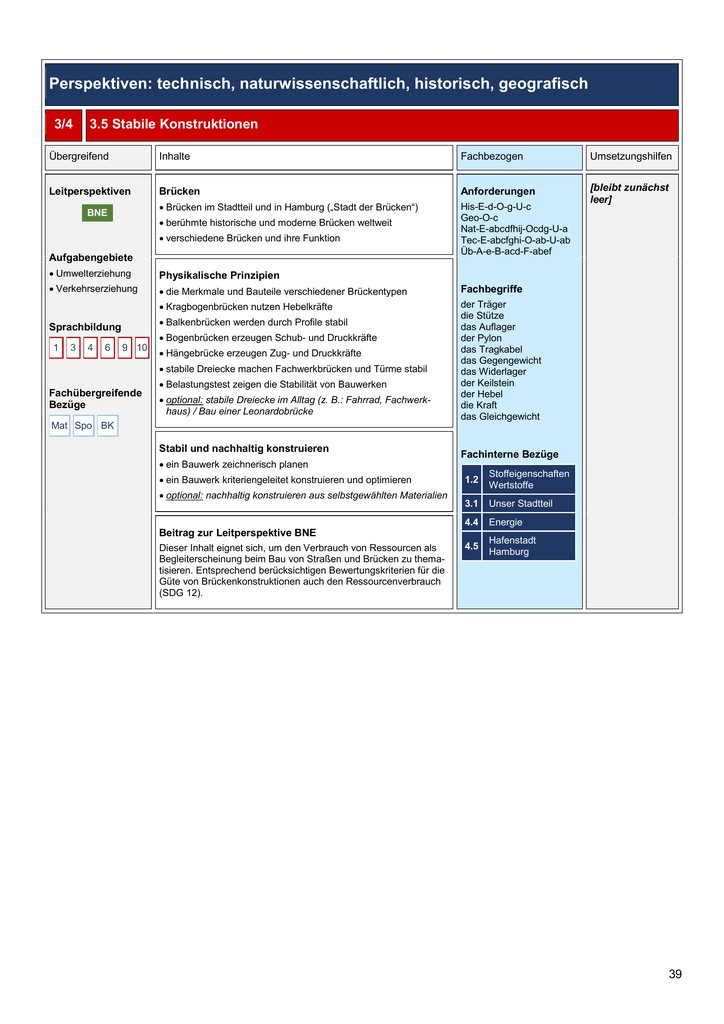 Perspektiven: technisch, naturwissenschaftlich, historisch, geografisch
3/4
3.5 Stabile Konstruktionen
Übergreifend
Inhalte
Fachbezogen
Umsetzungshilfen
Leitperspektiven
BNE
Aufgabengebiete
• Umwelterziehung
• Verkehrserziehung
Sprachbildung
1 3 4 6 9 10
Fachübergreifende
Bezüge
Mat Spo BK
Brücken
• Brücken im Stadtteil und in Hamburg („Stadt der Brücken“)
• berühmte historische und moderne Brücken weltweit
• verschiedene Brücken und ihre Funktion
Physikalische Prinzipien
• die Merkmale und Bauteile verschiedener Brückentypen
• Kragbogenbrücken nutzen Hebelkräfte
• Balkenbrücken werden durch Profile stabil
• Bogenbrücken erzeugen Schub- und Druckkräfte
• Hängebrücke erzeugen Zug- und Druckkräfte
• stabile Dreiecke machen Fachwerkbrücken und Türme stabil
• Belastungstest zeigen die Stabilität von Bauwerken
• optional: stabile Dreiecke im Alltag (z. B.: Fahrrad, Fachwerk-
haus) / Bau einer Leonardobrücke
Stabil und nachhaltig konstruieren
• ein Bauwerk zeichnerisch planen
• ein Bauwerk kriteriengeleitet konstruieren und optimieren
• optional: nachhaltig konstruieren aus selbstgewählten Materialien
Beitrag zur Leitperspektive BNE
Dieser Inhalt eignet sich, um den Verbrauch von Ressourcen als
Begleiterscheinung beim Bau von Straßen und Brücken zu thema-
tisieren. Entsprechend berücksichtigen Bewertungskriterien für die
Güte von Brückenkonstruktionen auch den Ressourcenverbrauch
(SDG 12).
Anforderungen
His-E-d-O-g-U-c
Geo-O-c
Nat-E-abcdfhij-Ocdg-U-a
Tec-E-abcfghi-O-ab-U-ab
Üb-A-e-B-acd-F-abef
Fachbegriffe
der Träger
die Stütze
das Auflager
der Pylon
das Tragkabel
das Gegengewicht
das Widerlager
der Keilstein
der Hebel
die Kraft
das Gleichgewicht
Fachinterne Bezüge
1.2 Stoffeigenschaften
Wertstoffe
3.1 Unser Stadtteil
4.4 Energie
4.5 Hafenstadt
Hamburg
[bleibt zunächst
leer]
39